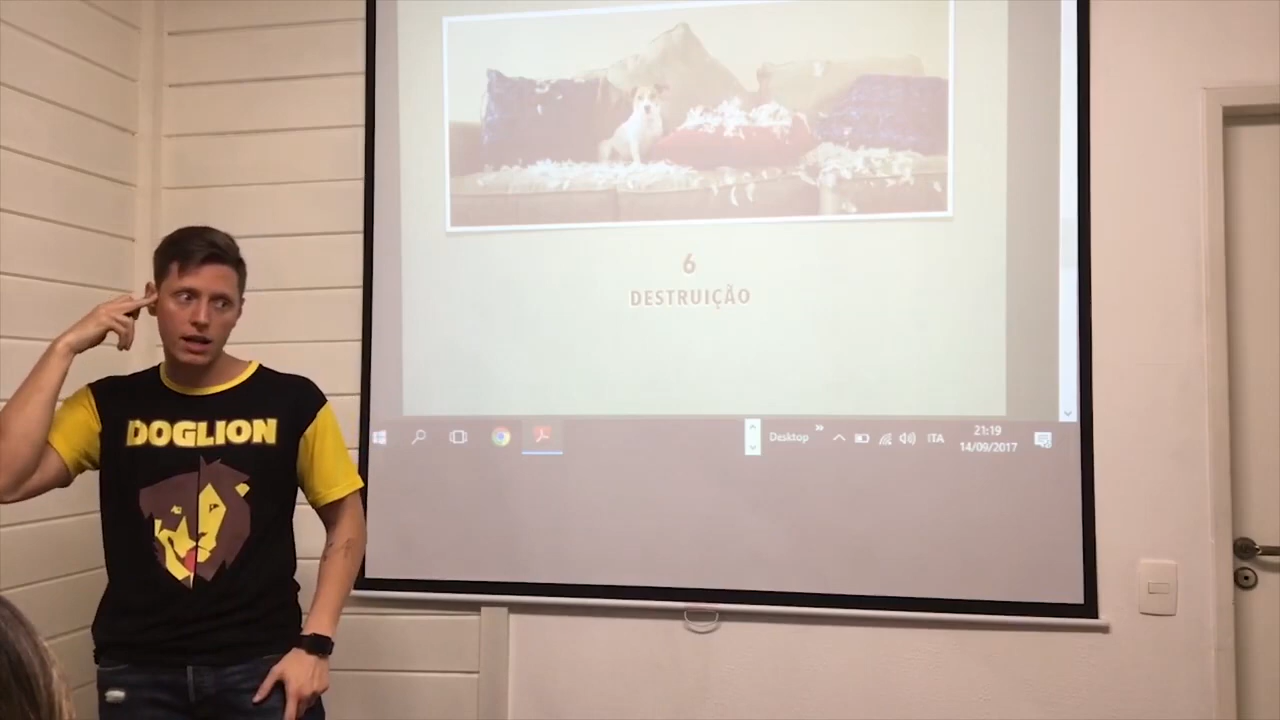 6
DESTRUIÇÃO
Desktop
ITA
21:19
14/09/2017
DOGLION